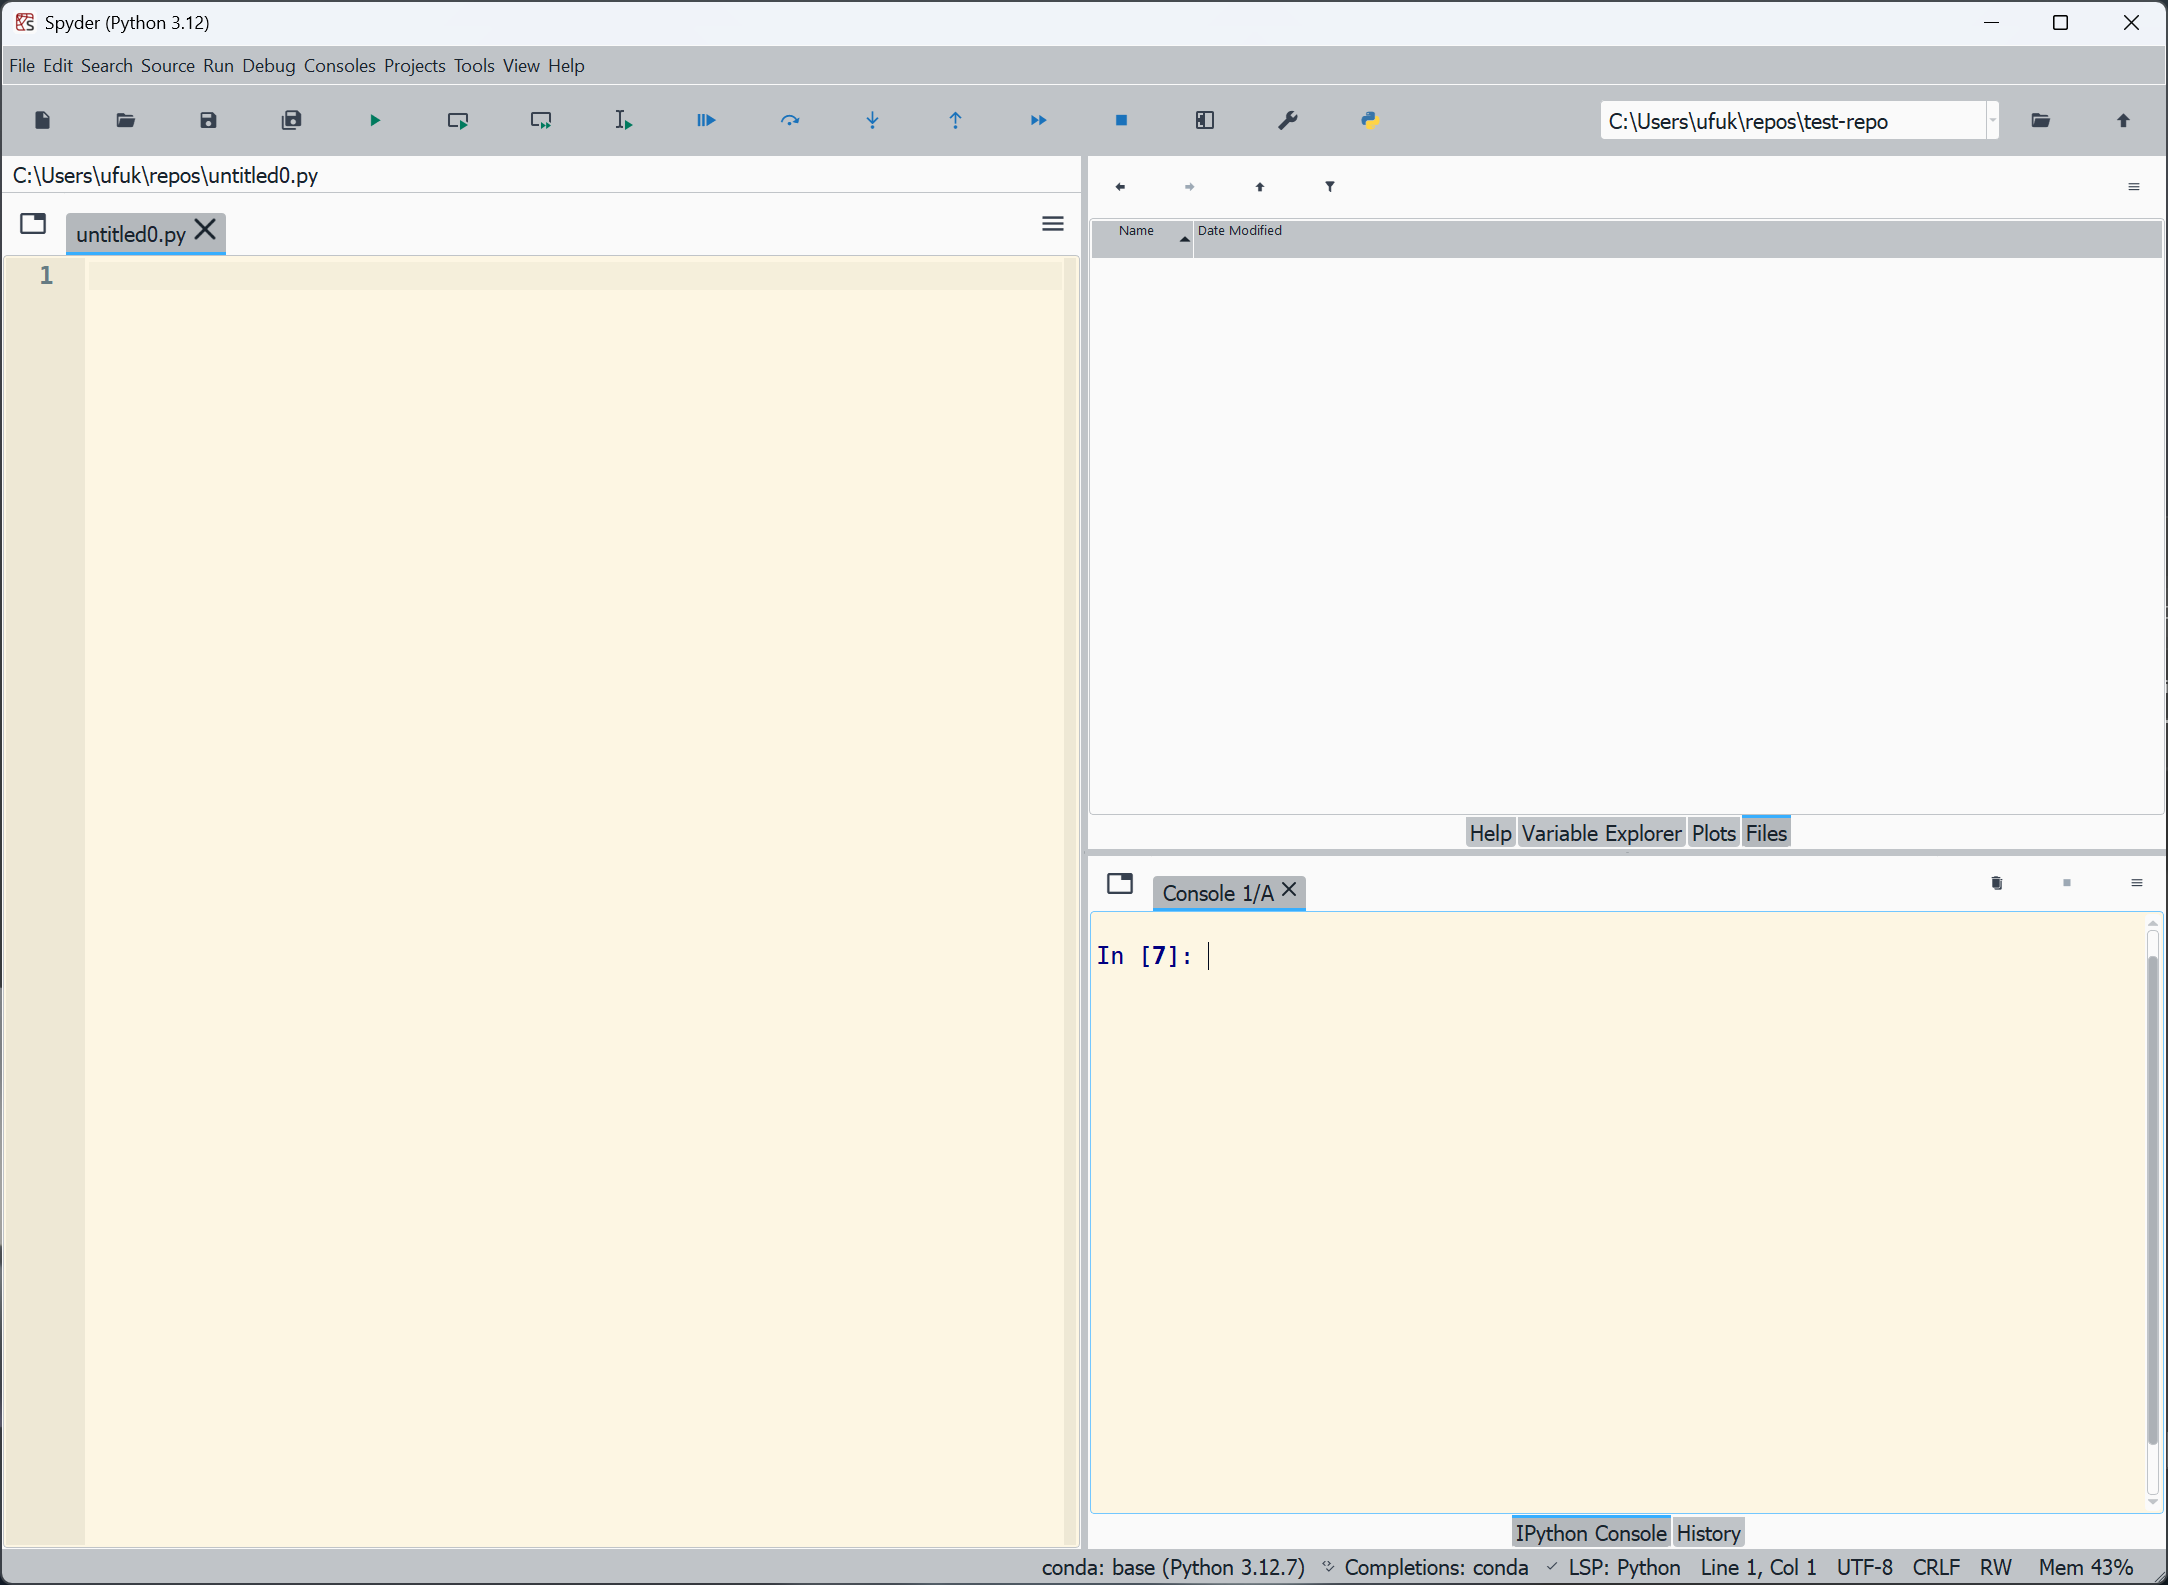 Spyder (Python 3.12)
File Edit Search Source Run Debug Consoles Projects Tools View Help
C:\Users\ufuk\repos\test-repo
C:\Users\ufuk\repos\untitled0.py
untitled0.py
1
Name Date Modified
Help Variable Explorer Plots Files
Console 1/A
In [7]:
IPython Console History
conda: base (Python 3.12.7) Completions: conda LSP: Python Line 1, Col 1 UTF-8 CRLF RW Mem 43%